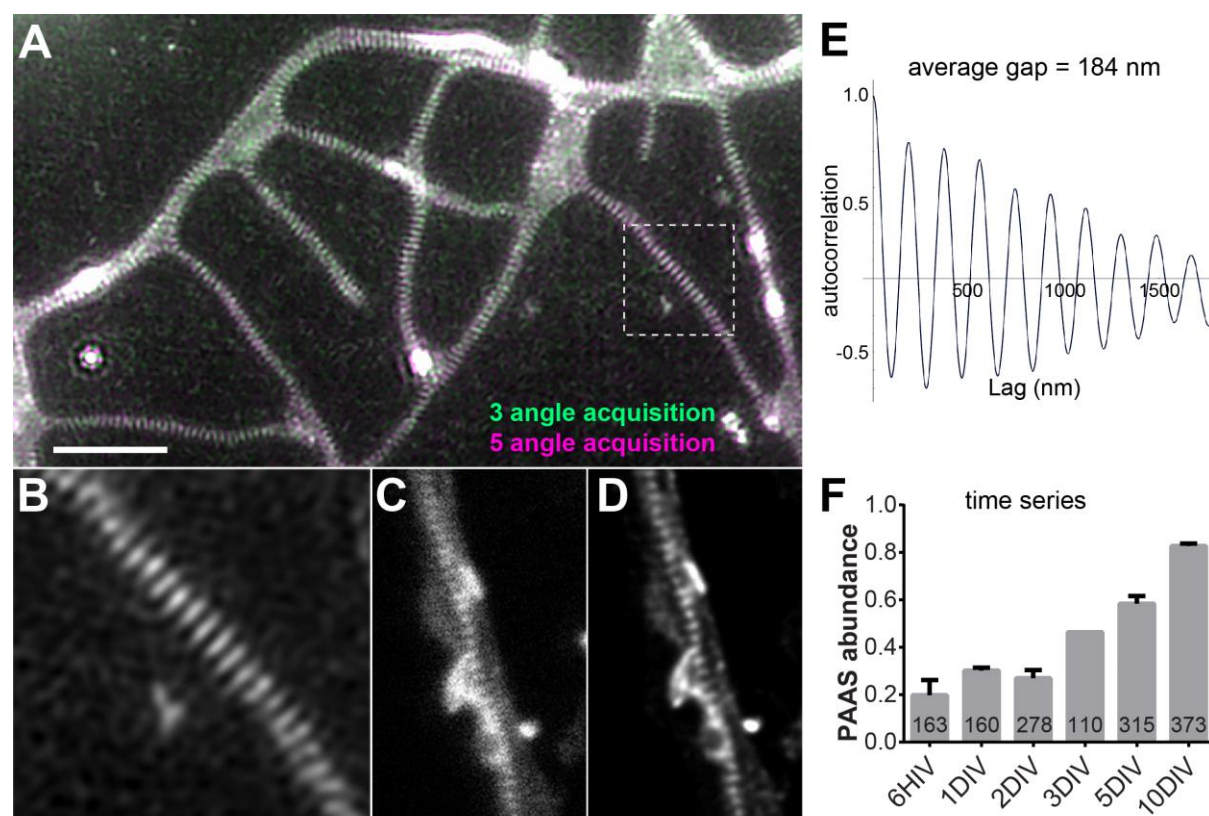 A
3 angle acquisition
5 angle acquisition
B
C
D
E
average gap = 184 nm
1.0
0.5
-0.5
autocorrelation
500
1000
1500
Lag (nm)
F
time series
1.0
0.8
0.6
0.4
0.2
0.0
PAAS abundance
163 160 278 110 315 373
6HIV 1DIV 2DIV 3DIV 5DIV 10DIV